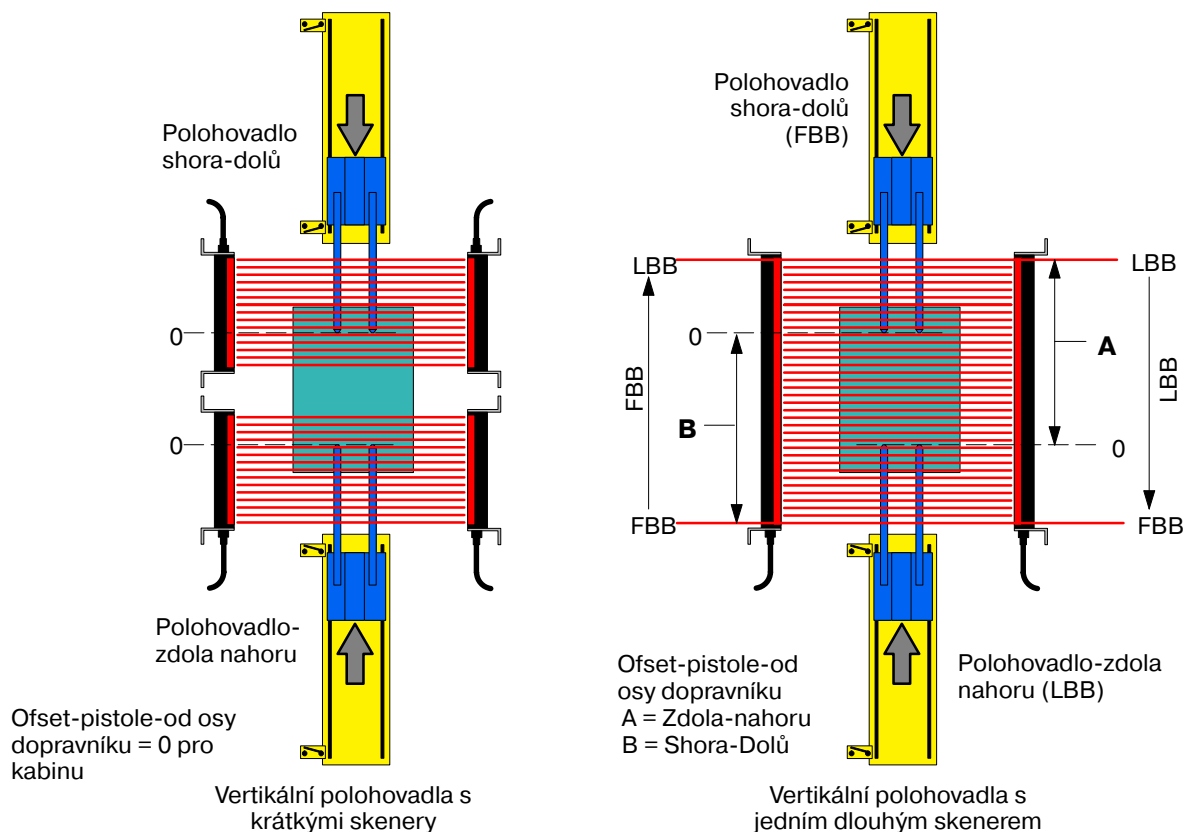 Polohovadlo
shora-dolů
0
0
Polohovadlo-
zdola nahoru
Ofset-pistole-od osy
dopravníku = 0 pro
kabinu
Vertikální polohovadla s
krátkými skenery
Polohovadlo
shora-dolů
(FBB)
LBB
FBB
FBB
0
B
A
0
LBB
LBB
FBB
Ofset-pistole-od
osy dopravníku
A = Zdola-nahoru
B = Shora-Dolů
Polohovadlo-zdola
nahoru (LBB)
Vertikální polohovadla s
jedním dlouhým skenerem